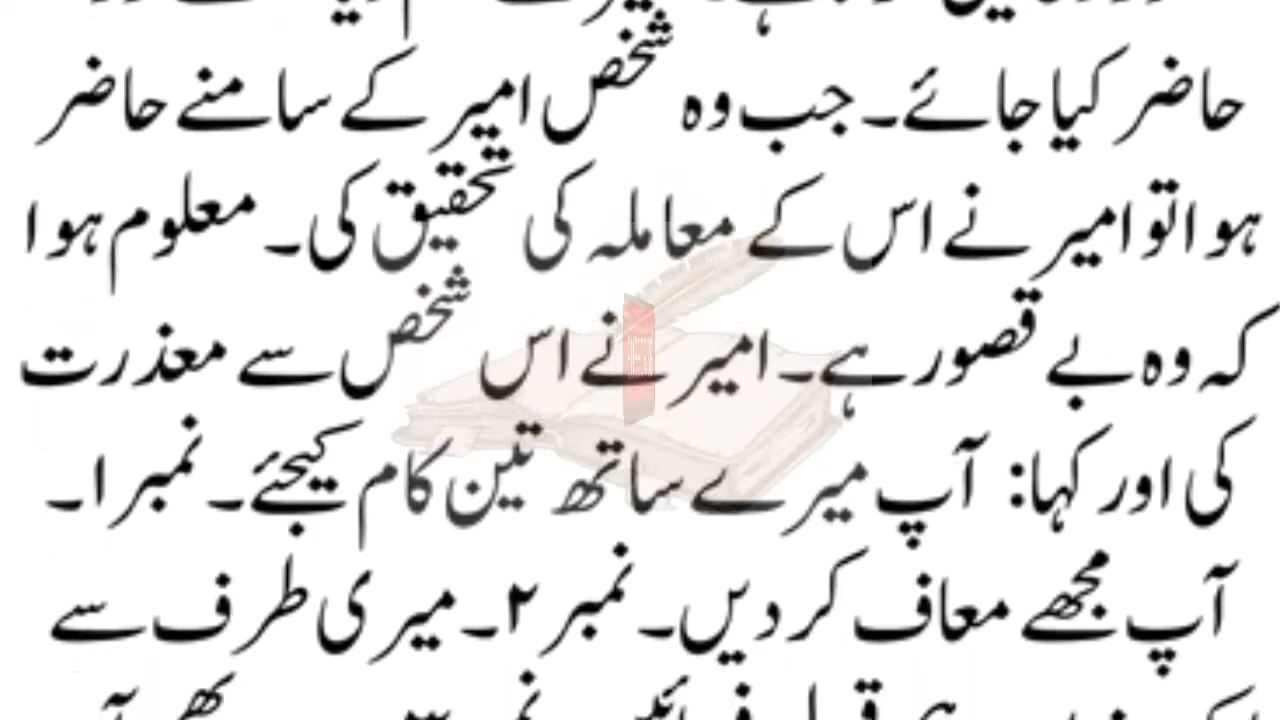 حاضر کیا جائے۔ جب وہ شخص امیر کے سامنے حاضر
ہوا تو امیر نے اس کے معاملہ کی تحقیق کی۔ معلوم ہوا
کہ وہ بے قصور ہے۔ امیر نے اس شخص سے معذرت
کی اور کہا: آپ میرے ساتھ تین کام کیجئے۔ نمبر ۱۔
آپ مجھے معاف کر دیں۔ نمبر ۲۔ میری طرف سے